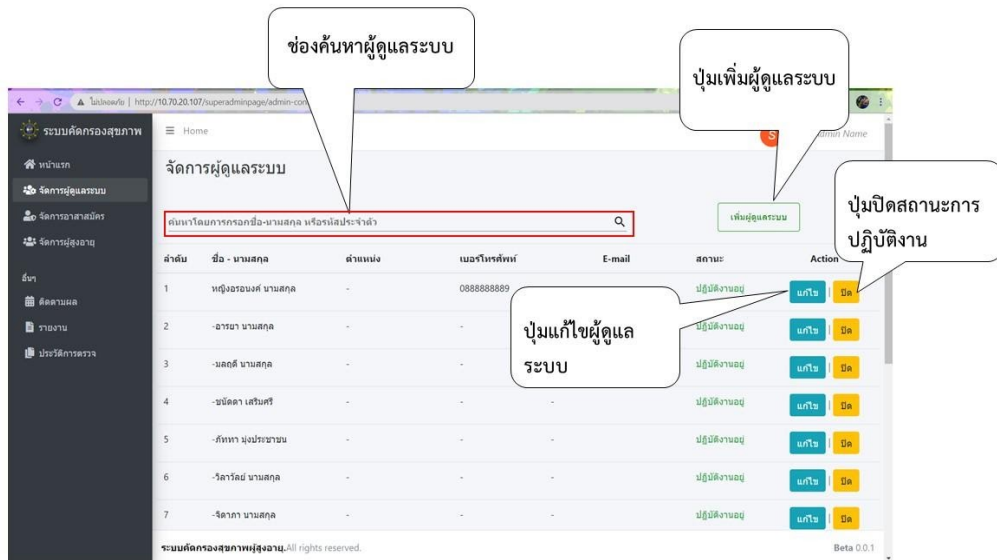 ช่องค้นหาผู้ดูแลระบบ
ปุ่มเพิ่มผู้ดูแลระบบ
ไม่ปลอดภัย | http://10.70.20.107/superadminpage/admin-con
ระบบคัดกรองสุขภาพ
Home
S
dmin Name
หน้าแรก
จัดการผู้ดูแลระบบ
จัดการอาสาสมัคร
จัดการผู้สูงอายุ
อื่นๆ
ติดตามผล
รายงาน
ประวัติการตรวจ
จัดการผู้ดูแลระบบ
ค้นหาโดยการกรอกชื่อ-นามสกุล หรือรหัสประจำตัว
เพิ่มผู้ดูแลระบบ
ปุ่มปิดสถานะการ
ปฏิบัติงาน
ลำดับ ชื่อ - นามสกุล ตำแหน่ง เบอร์โทรศัพท์ E-mail สถานะ Action
1 หญิงอรอนงค์ นามสกุล - 0888888889 ปฏิบัติงานอยู่ แก้ไข | ปิด
ปุ่มแก้ไขผู้ดูแล
ระบบ
2 -อารยา นามสกุล - - ปฏิบัติงานอยู่ แก้ไข | ปิด
3 -มลฤดี นามสกุล - - ปฏิบัติงานอยู่ แก้ไข | ปิด
4 -ชนัดดา เสริมศรี - - - ปฏิบัติงานอยู่ แก้ไข | ปิด
5 -ภัททา มุ่งประชาชน - - - ปฏิบัติงานอยู่ แก้ไข | ปิด
6 -วิลาวัลย์ นามสกุล - - - ปฏิบัติงานอยู่ แก้ไข | ปิด
7 -จิดาภา นามสกุล - - - ปฏิบัติงานอยู่ แก้ไข | ปิด
ระบบคัดกรองสุขภาพผู้สูงอายุ.All rights reserved. Beta 0.0.1